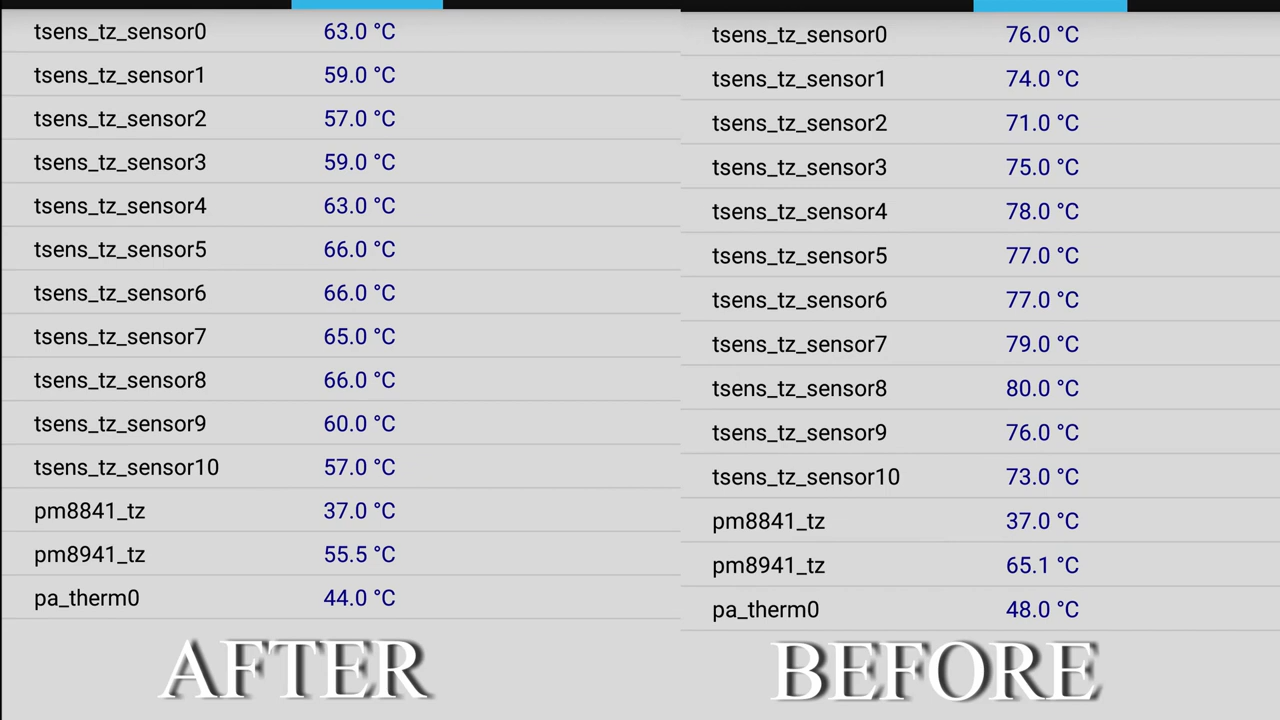 tsens_tz_sensor0 63.0 °C
tsens_tz_sensor1 59.0 °C
tsens_tz_sensor2 57.0 °C
tsens_tz_sensor3 59.0 °C
tsens_tz_sensor4 63.0 °C
tsens_tz_sensor5 66.0 °C
tsens_tz_sensor6 66.0 °C
tsens_tz_sensor7 65.0 °C
tsens_tz_sensor8 66.0 °C
tsens_tz_sensor9 60.0 °C
tsens_tz_sensor10 57.0 °C
pm8841_tz 37.0 °C
pm8941_tz 55.5 °C
pa_therm0 44.0 °C
AFTER
tsens_tz_sensor0 76.0 °C
tsens_tz_sensor1 74.0 °C
tsens_tz_sensor2 71.0 °C
tsens_tz_sensor3 75.0 °C
tsens_tz_sensor4 78.0 °C
tsens_tz_sensor5 77.0 °C
tsens_tz_sensor6 77.0 °C
tsens_tz_sensor7 79.0 °C
tsens_tz_sensor8 80.0 °C
tsens_tz_sensor9 76.0 °C
tsens_tz_sensor10 73.0 °C
pm8841_tz 37.0 °C
pm8941_tz 65.1 °C
pa_therm0 48.0 °C
BEFORE